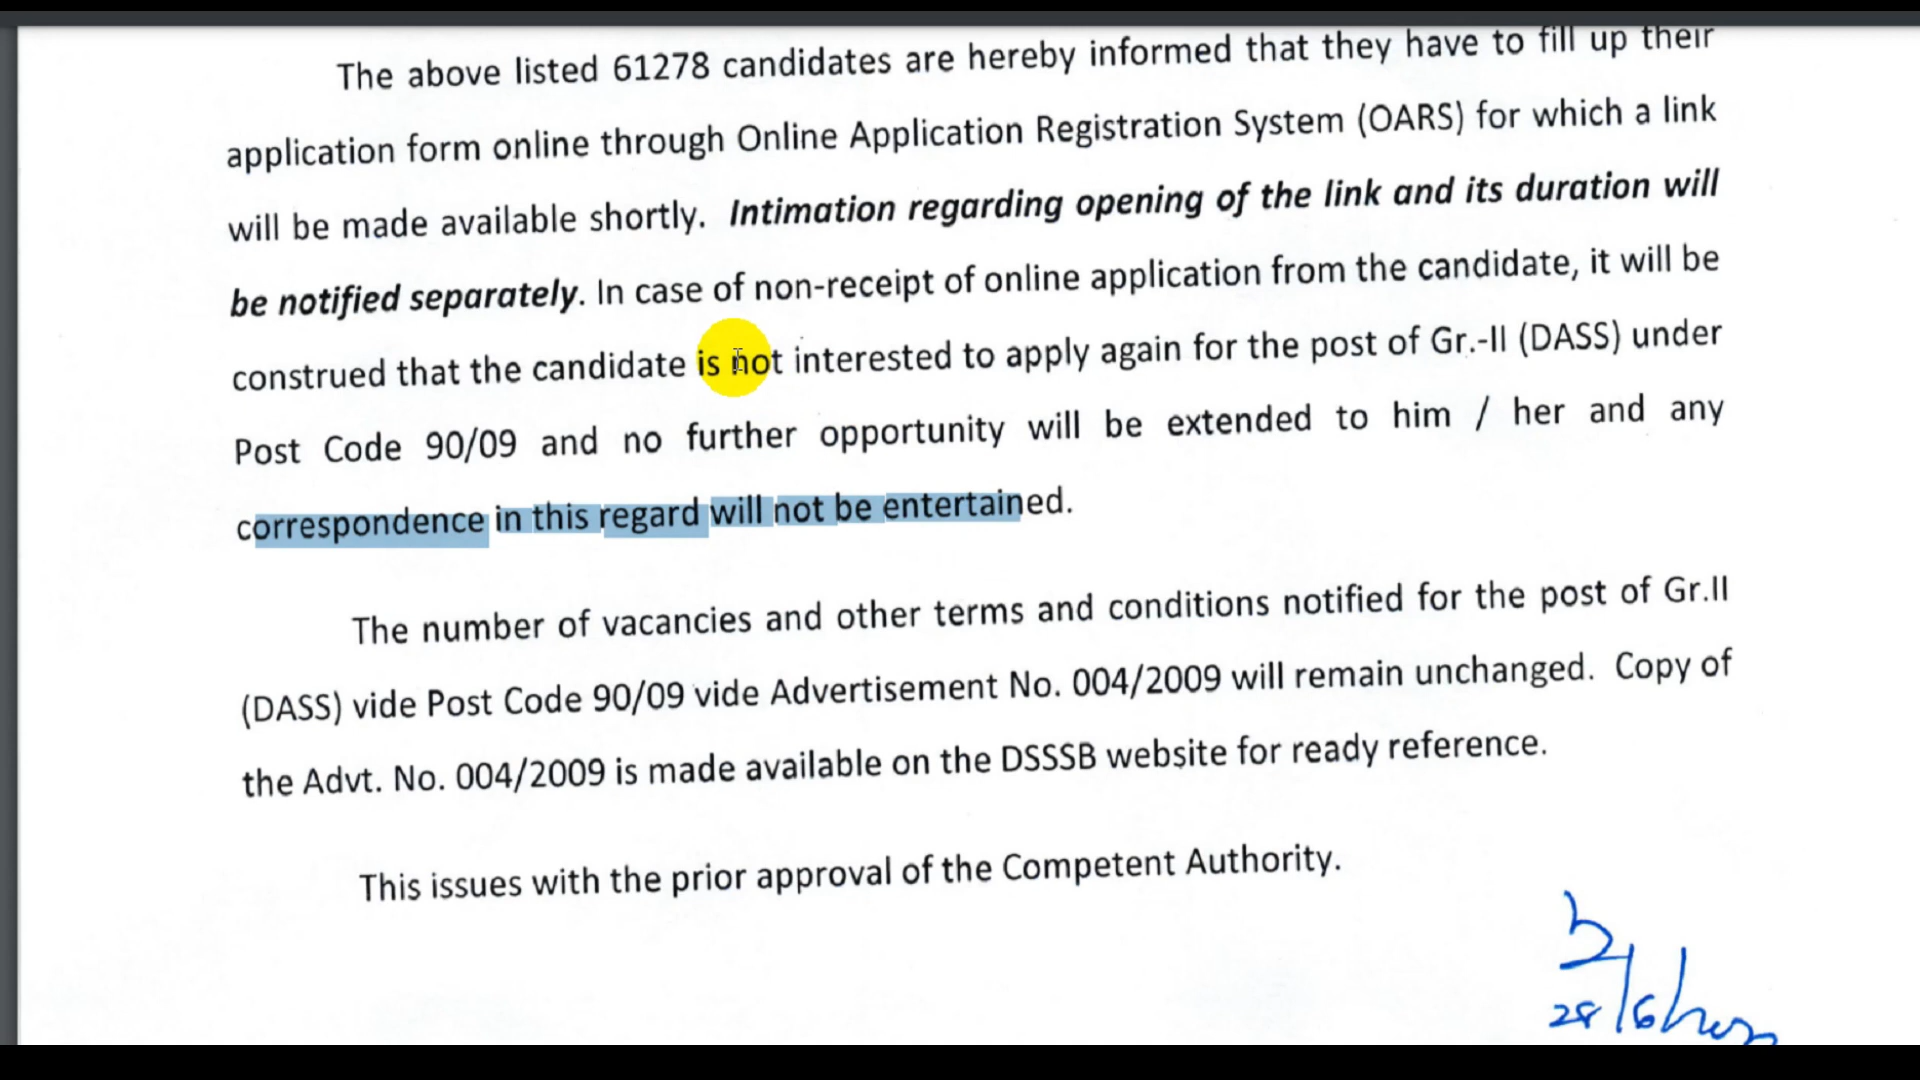 The above listed 61278 candidates are hereby informed that they have to fill up their
application form online through Online Application Registration System (OARS) for which a link
will be made available shortly. Intimation regarding opening of the link and its duration will
be notified separately. In case of non-receipt of online application from the candidate, it will be
construed that the candidate is not interested to apply again for the post of Gr.-II (DASS) under
Post Code 90/09 and no further opportunity will be extended to him / her and any
correspondence in this regard will not be entertained.
The number of vacancies and other terms and conditions notified for the post of Gr.II
(DASS) vide Post Code 90/09 vide Advertisement No. 004/2009 will remain unchanged. Copy of
the Advt. No. 004/2009 is made available on the DSSSB website for ready reference.
This issues with the prior approval of the Competent Authority.